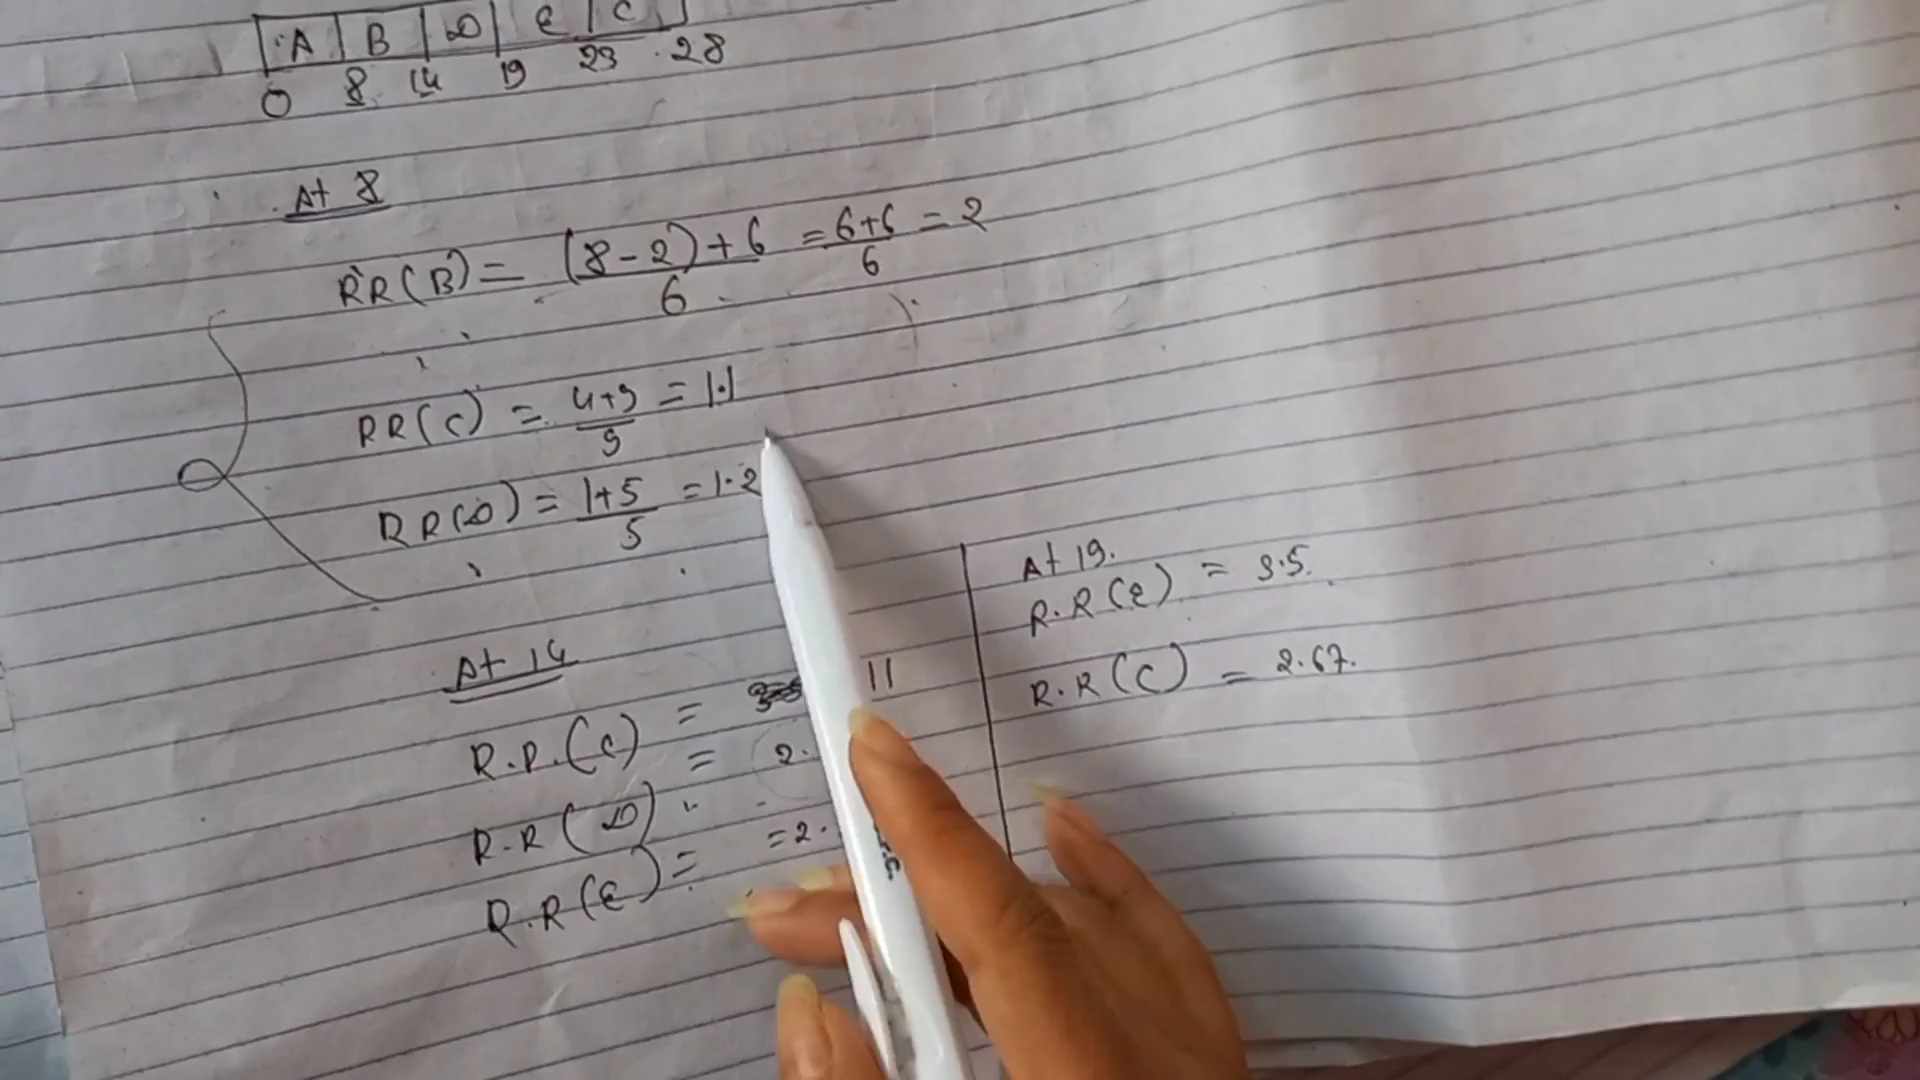 A B D E C
0 8 14 19 23 28
At 8
RR(B) = (8-2)+6 / 6 = 6+6 / 6 = 2
RR(C) = 4+9 / 9 = 1.1
RR(D) = 1+5 / 5 = 1.2
At 14
R.R.(C) = 11
R.R(D) = 2.
R.R(E) = = 2.
At 19.
R.R(E) = 3.5.
R.R(C) = 2.67.